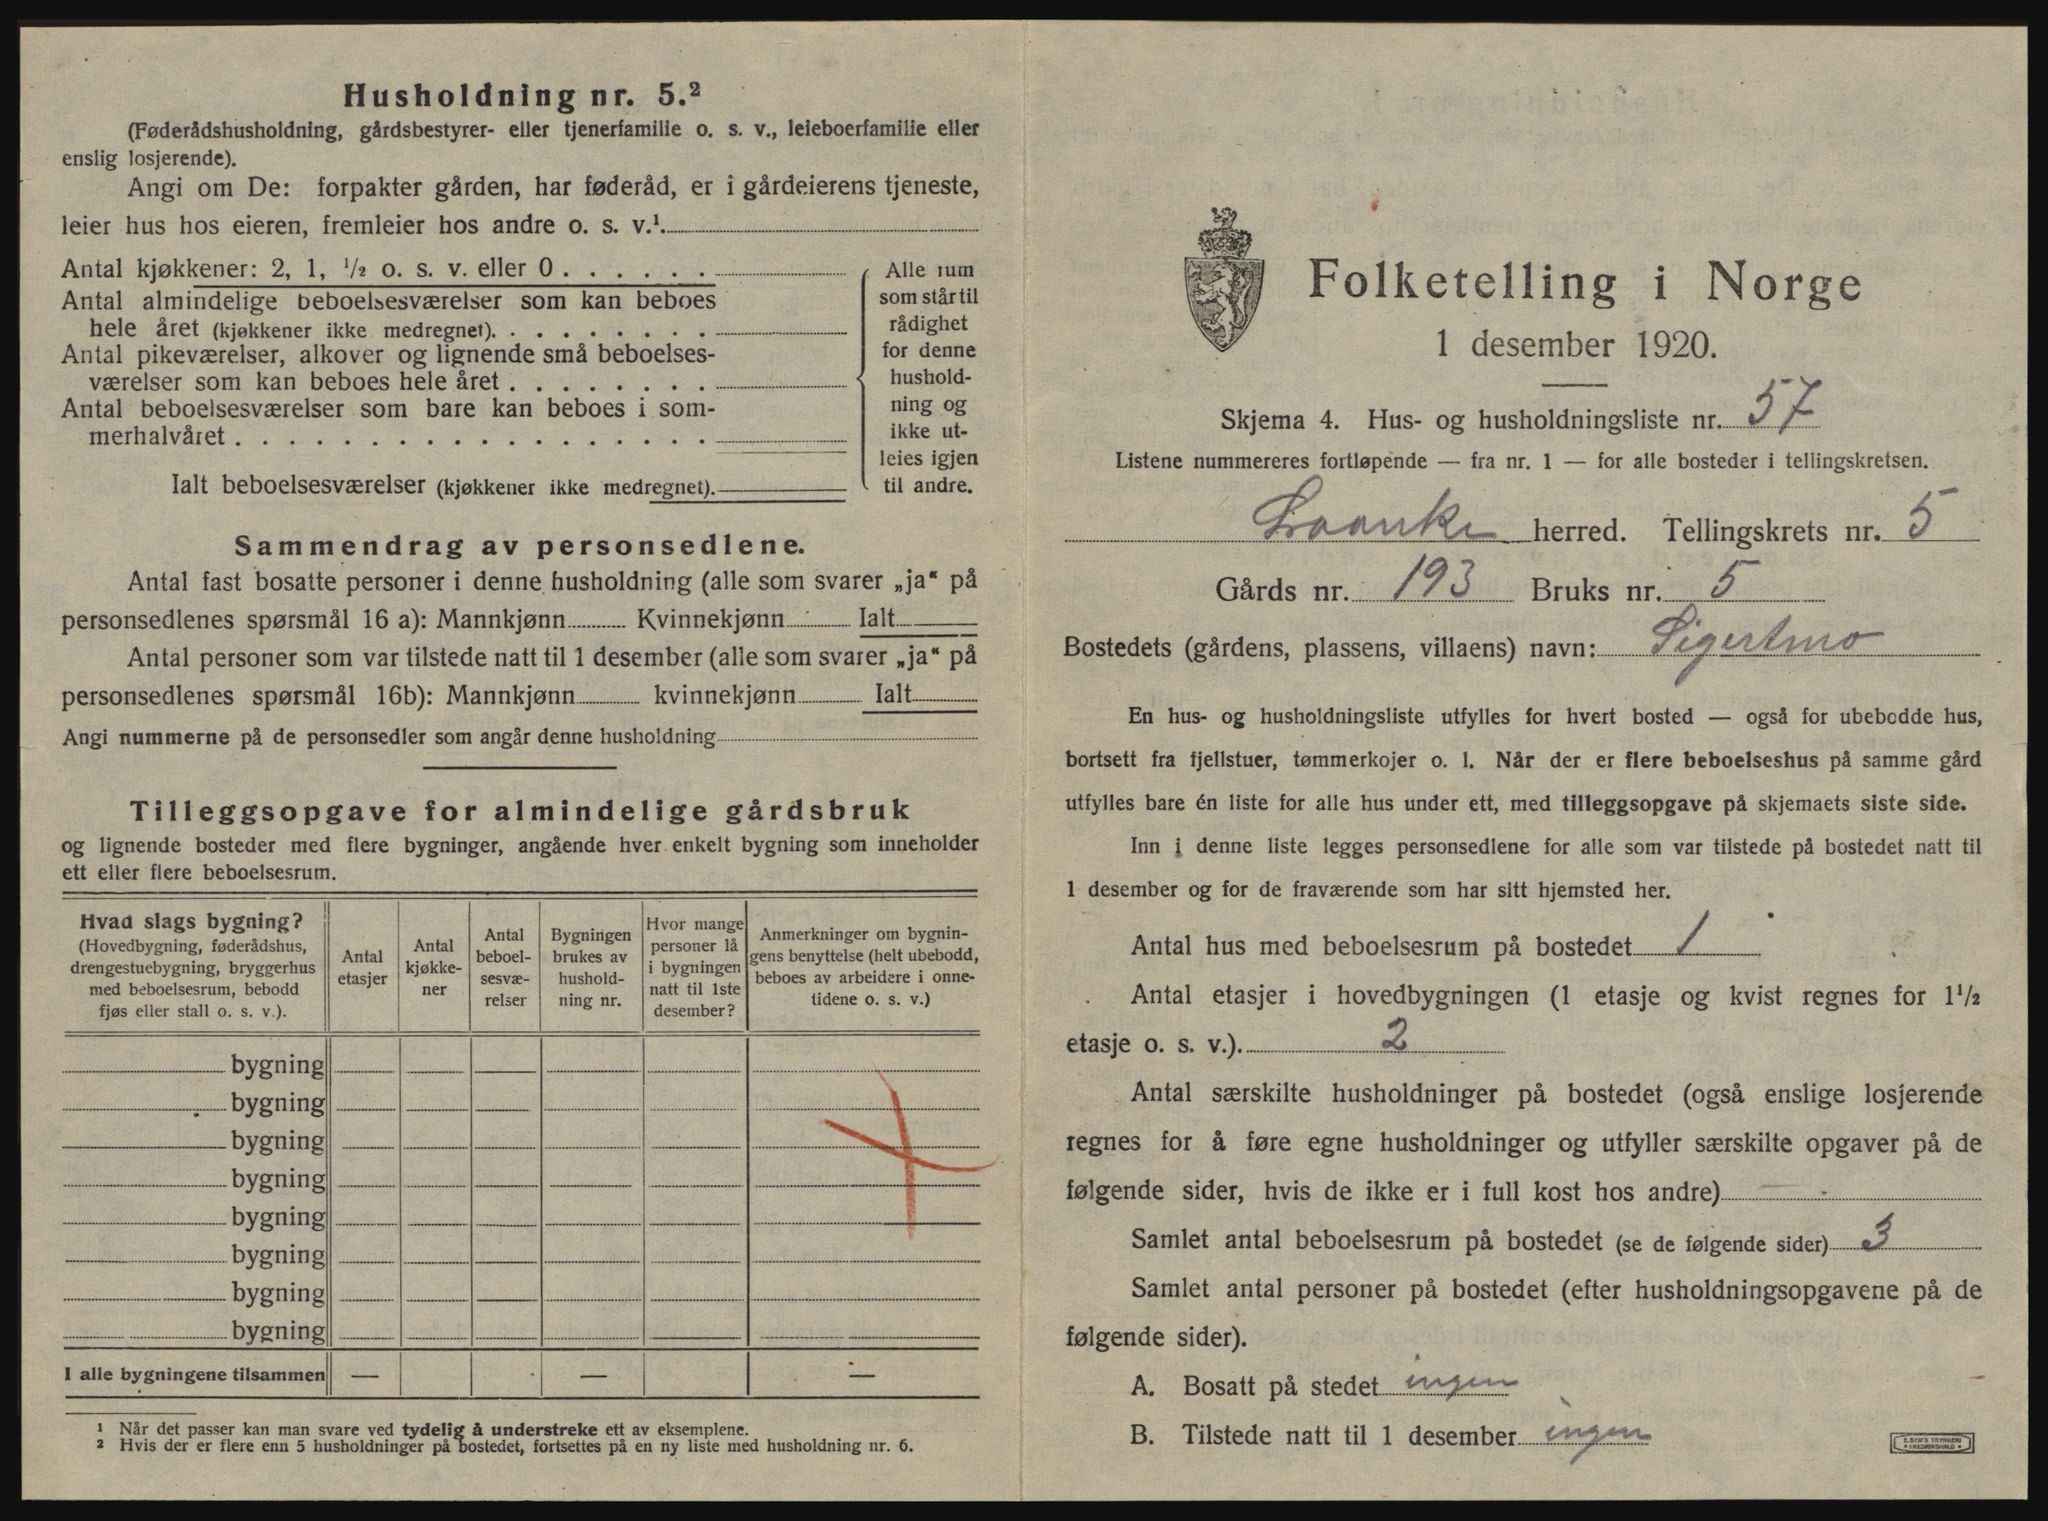 Husholdning nr. 5.²
(Føderådshusholdning, gårdsbestyrer- eller tjenerfamilie o. s. v., leieboerfamilie eller
enslig losjerende).
Angi om De: forpakter gården, har føderåd, er i gårdeierens tjeneste,
leier hus hos eieren, fremleier hos andre o. s. v.¹
Antal kjøkkener: 2, 1, ½ o. s. v. eller 0 . . . . . .
Antal almindelige beboelsesværelser som kan beboes
hele året (kjøkkener ikke medregnet). . . . . . . . .
Antal pikeværelser, alkover og lignende små beboelses-
værelser som kan beboes hele året . . . . . . . .
Antal beboelsesværelser som bare kan beboes i som-
merhalvåret . . . . . . . . . . . . . . . . . .
Ialt beboelsesværelser (kjøkkener ikke medregnet).
Alle rum
som står til
rådighet
for denne
hushold-
ning og
ikke ut-
leies igjen
til andre.
Sammendrag av personsedlene.
Antal fast bosatte personer i denne husholdning (alle som svarer „ja“ på
personsedlenes spørsmål 16 a): Mannkjønn Kvinnekjønn Ialt
Antal personer som var tilstede natt til 1 desember (alle som svarer „ja“ på
personsedlenes spørsmål 16b): Mannkjønn kvinnekjønn Ialt
Angi nummerne på de personsedler som angår denne husholdning
Tilleggsopgave for almindelige gårdsbruk
og lignende bosteder med flere bygninger, angående hver enkelt bygning som inneholder
ett eller flere beboelsesrum.
Hvad slags bygning?
(Hovedbygning, føderådshus,
drengestuebygning, bryggerhus
med beboelsesrum, bebodd
fjøs eller stall o. s. v.).
Antal
etasjer
Antal
kjøkke-
ner
Antal
beboel-
sesvæ-
relser
Bygningen
brukes av
hushold-
ning nr.
Hvor mange
personer lå
i bygningen
natt til 1ste
desember?
Anmerkninger om bygnin-
gens benyttelse (helt ubebodd,
beboes av arbeidere i onne-
tidene o. s. v.)
bygning
bygning
bygning
bygning
bygning
bygning
bygning
bygning
I alle bygningene tilsammen — — —
¹ Når det passer kan man svare ved tydelig å understreke ett av eksemplene.
² Hvis der er flere enn 5 husholdninger på bostedet, fortsettes på en ny liste med husholdning nr. 6.
Folketelling i Norge
1 desember 1920.
Skjema 4. Hus- og husholdningsliste nr. 57
Listene nummereres fortløpende — fra nr. 1 — for alle bosteder i tellingskretsen.
herred. Tellingskrets nr. 5
Gårds nr. 193 Bruks nr. 5
Bostedets (gårdens, plassens, villaens) navn: Sigertmo
En hus- og husholdningsliste utfylles for hvert bosted — også for ubebodde hus,
bortsett fra fjellstuer, tømmerkojer o. l. Når der er flere beboelseshus på samme gård
utfylles bare én liste for alle hus under ett, med tilleggsopgave på skjemaets siste side.
Inn i denne liste legges personsedlene for alle som var tilstede på bostedet natt til
1 desember og for de fraværende som har sitt hjemsted her.
Antal hus med beboelsesrum på bostedet 1
Antal etasjer i hovedbygningen (1 etasje og kvist regnes for 1½
etasje o. s. v.). 2
Antal særskilte husholdninger på bostedet (også enslige losjerende
regnes for å føre egne husholdninger og utfyller særskilte opgaver på de
følgende sider, hvis de ikke er i full kost hos andre) —
Samlet antal beboelsesrum på bostedet (se de følgende sider) 3
Samlet antal personer på bostedet (efter husholdningsopgavene på de
følgende sider).
A. Bosatt på stedet ingen
B. Tilstede natt til 1 desember ingen
E. SEM'S TRYKKERI
FREDRIKSHALD